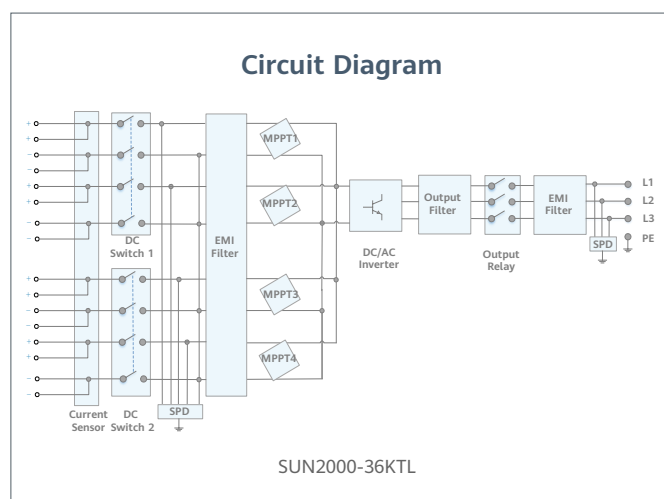 Circuit Diagram
+
+
-
-
+
+
-
-
+
+
-
-
+
+
-
-
MPPT1
MPPT2
MPPT3
MPPT4
DC
Switch 1
EMI
Filter
DC/AC
Inverter
Output
Filter
Output
Relay
EMI
Filter
L1
L2
L3
PE
SPD
SPD
Current
Sensor
DC
Switch 2
SUN2000-36KTL